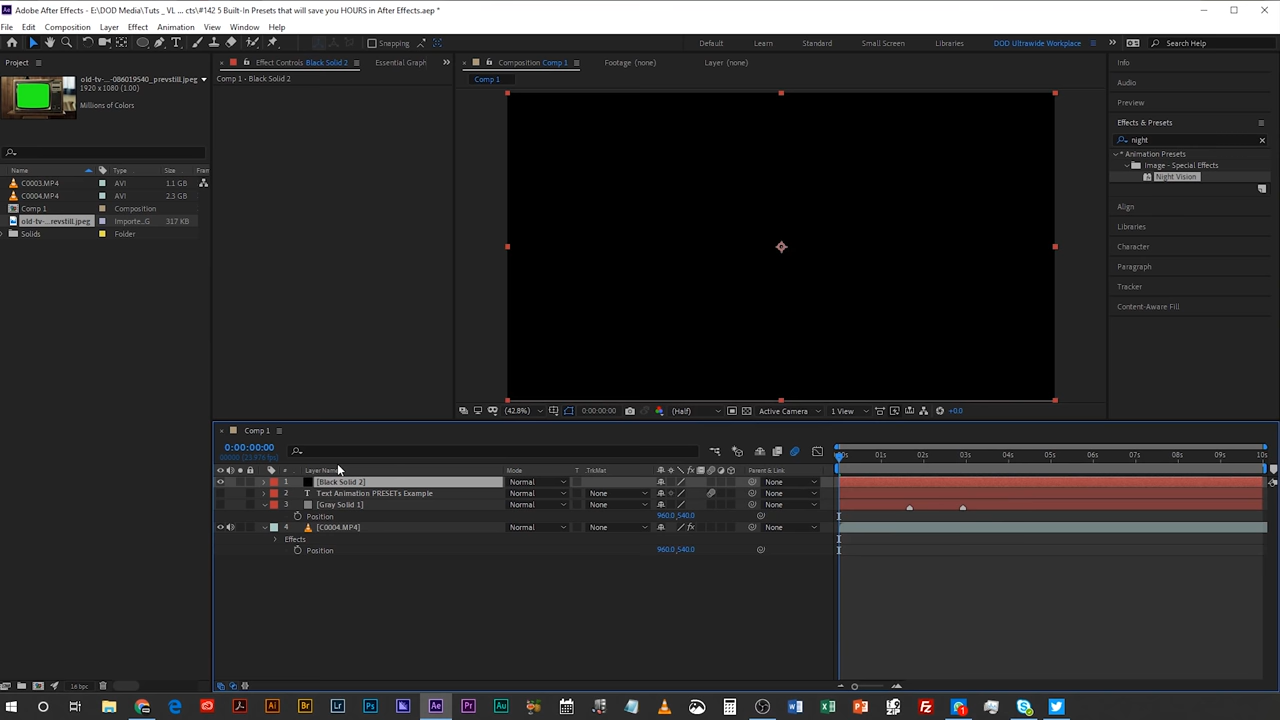 Adobe After Effects - E:\DOD Media\Tuts _ VL ... cts\#142 5 Built-In Presets that will save you HOURS in After Effects.aep *
File Edit Composition Layer Effect Animation View Window Help
Snapping Default Learn Standard Small Screen Libraries DOD Ultrawide Workplace Search Help
Project Effect Controls Black Solid 2 Essential Graph Composition Comp 1 Footage (none) Layer (none) Info
old-tv-...-086019540_prevstill.jpeg Comp 1 • Black Solid 2 Comp 1
1920 x 1080 (1.00) Audio
Millions of Colors Preview
Effects & Presets
night
Animation Presets
Image - Special Effects
Night Vision
Name Type Size Fram
C0003.MP4 AVI 1.1 GB
C0004.MP4 AVI 2.3 GB
Comp 1 Composition
old-tv-...revstill.jpeg Importe...G 317 KB
Solids Folder
Align
Libraries
Character
Paragraph
Tracker
Content-Aware Fill
(42.8%) 0:00:00:00 (Half) Active Camera 1 View +0.0
Comp 1
0:00:00:00
00000 (23.976 fps)
00s 01s 02s 03s 04s 05s 06s 07s 08s 09s 10s
# Layer Name Mode T TrkMat fx Parent & Link
1 [Black Solid 2] Normal None
2 T Text Animation PRESETs Example Normal None None
3 [Gray Solid 1] Normal None None
Position 960.0,540.0
4 [C0004.MP4] Normal None fx None
Effects
Position 960.0,540.0
16 bpc
Ai Br Lr Ps Ae Pr Au